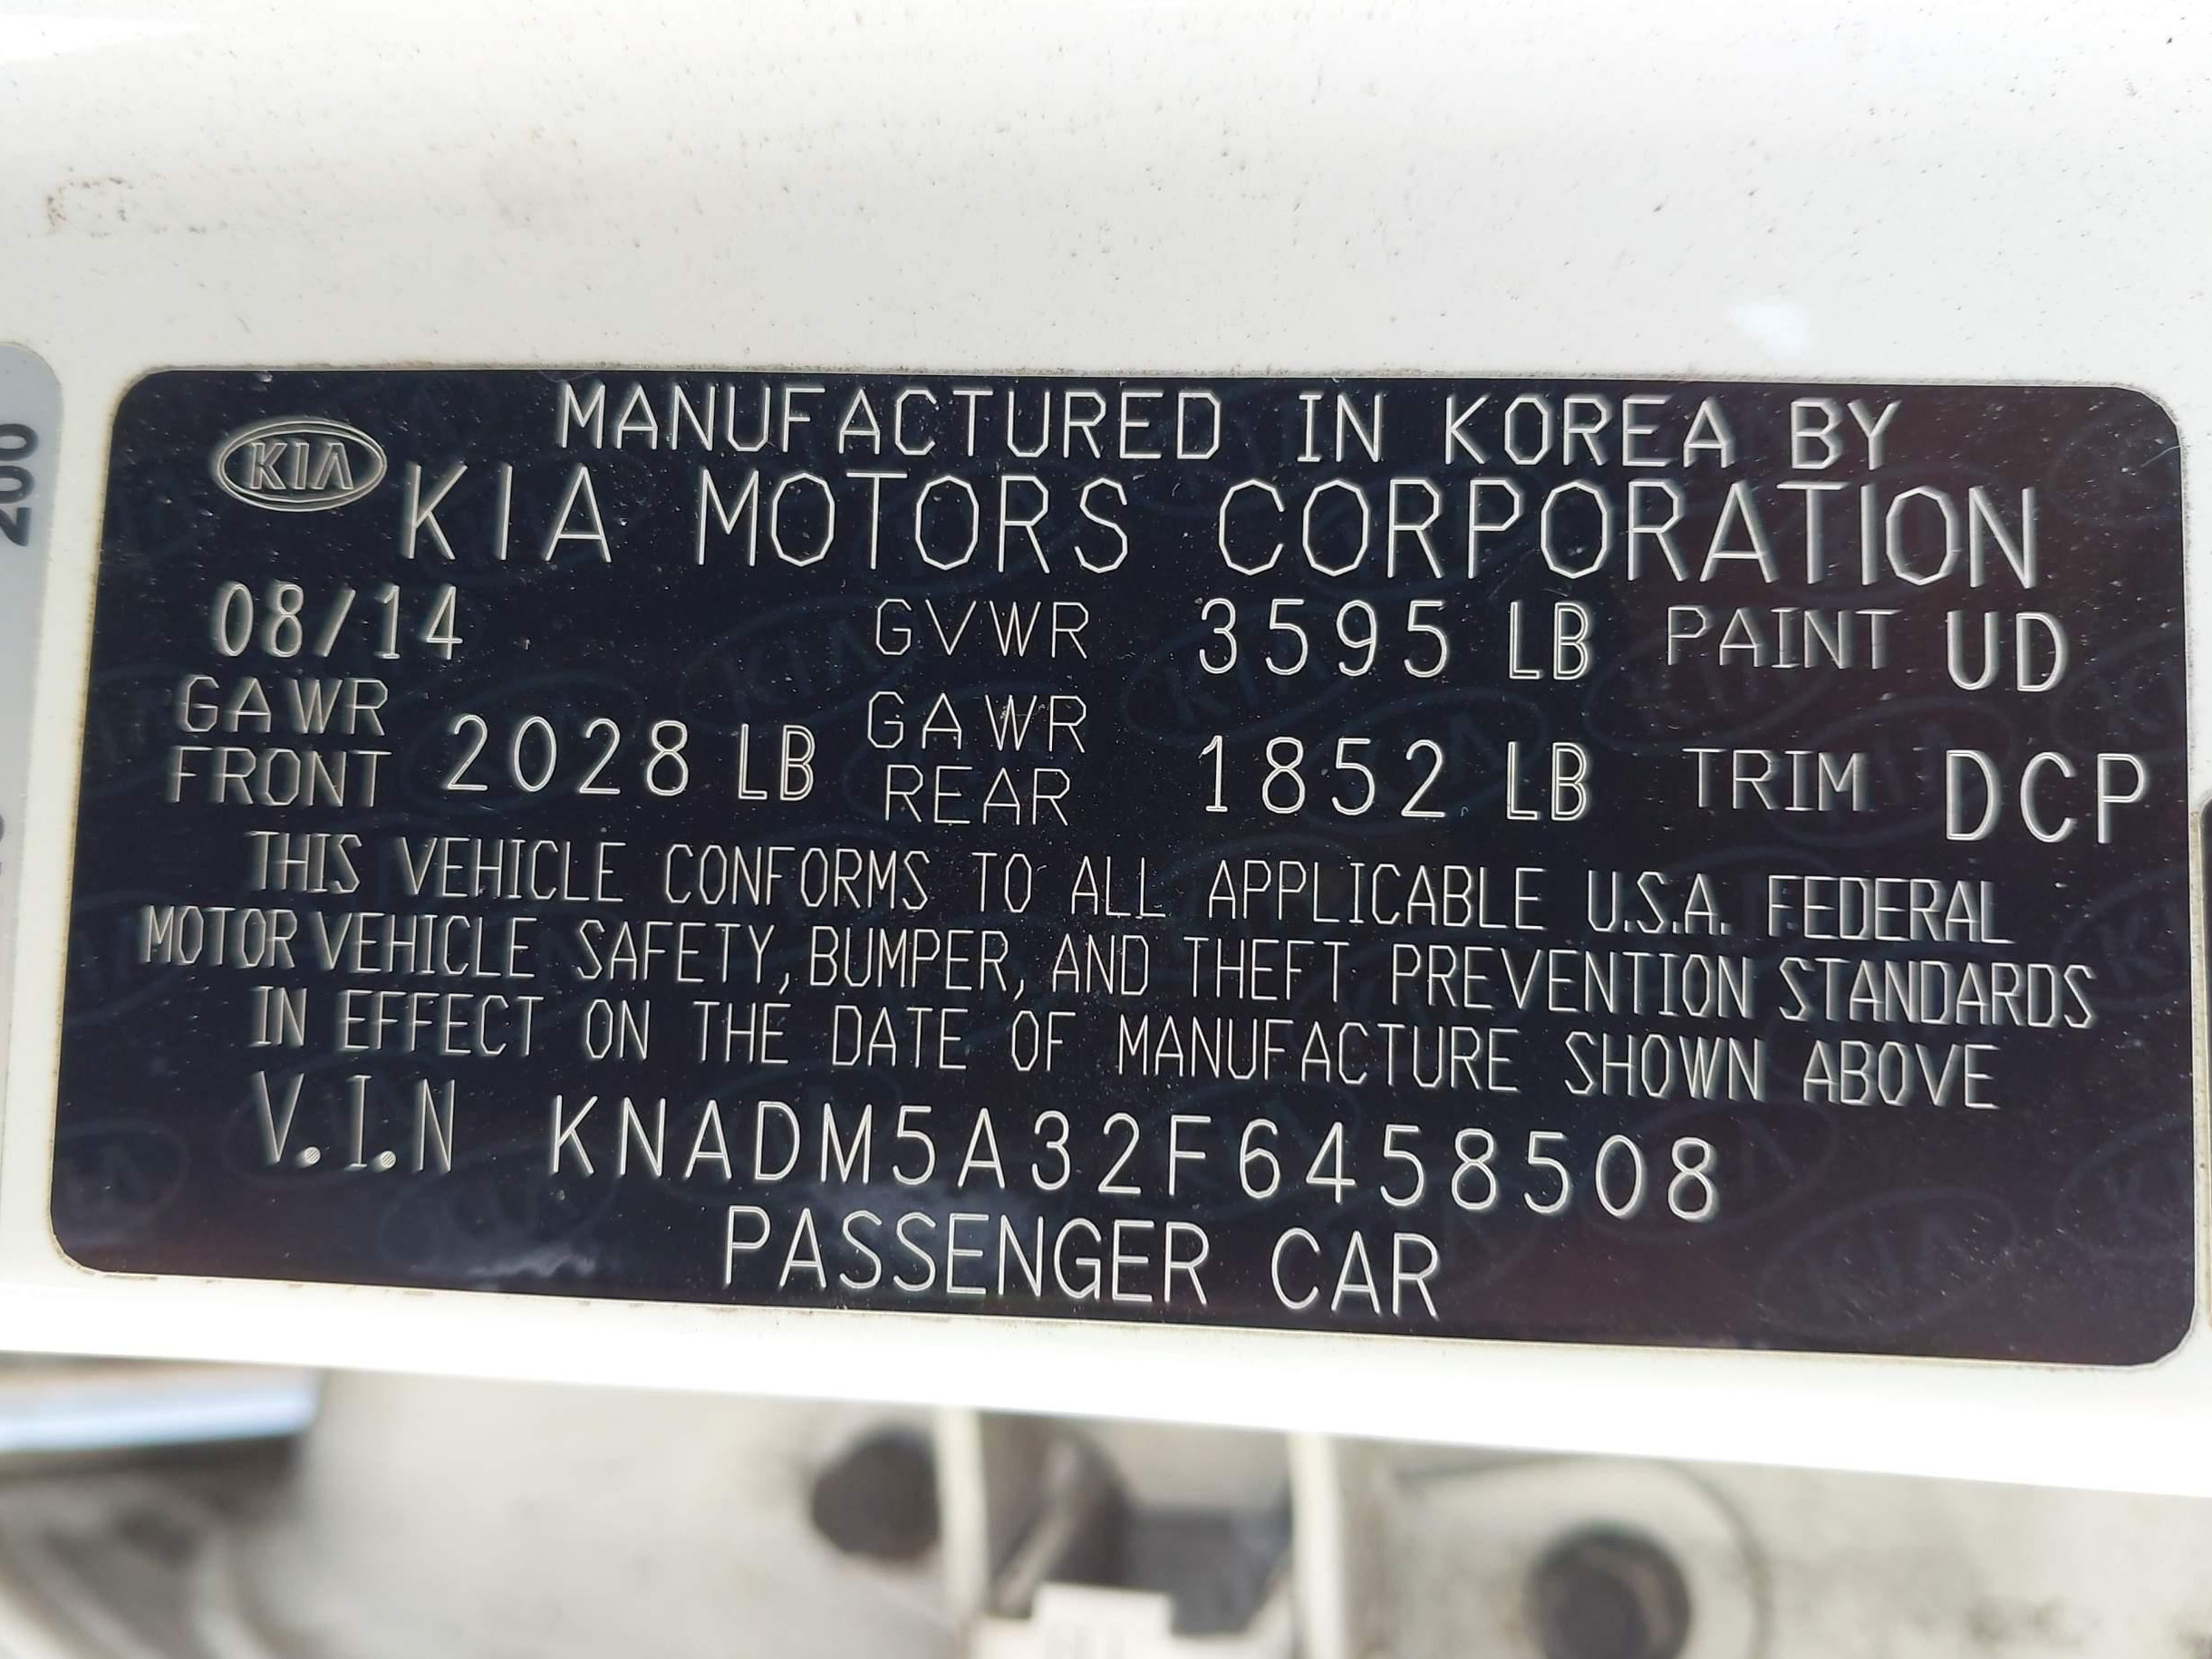 MANUFACTURED IN KOREA BY
KIA
KIA MOTORS CORPORATION
08/14 GVWR 3595 LB PAINT UD
GAWR FRONT 2028 LB GAWR REAR 1852 LB TRIM DCP
THIS VEHICLE CONFORMS TO ALL APPLICABLE U.S.A. FEDERAL
MOTOR VEHICLE SAFETY, BUMPER, AND THEFT PREVENTION STANDARDS
IN EFFECT ON THE DATE OF MANUFACTURE SHOWN ABOVE
V.I.N KNADM5A32F6458508
PASSENGER CAR
200